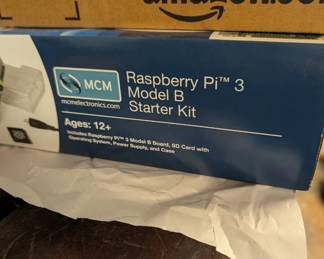 amazon.co
MCM
mcmelectronics.com
Raspberry Pi™ 3
Model B
Starter Kit
Ages: 12+
Includes Raspberry Pi™ 3 Model B Board, SD Card with
Operating System, Power Supply, and Case